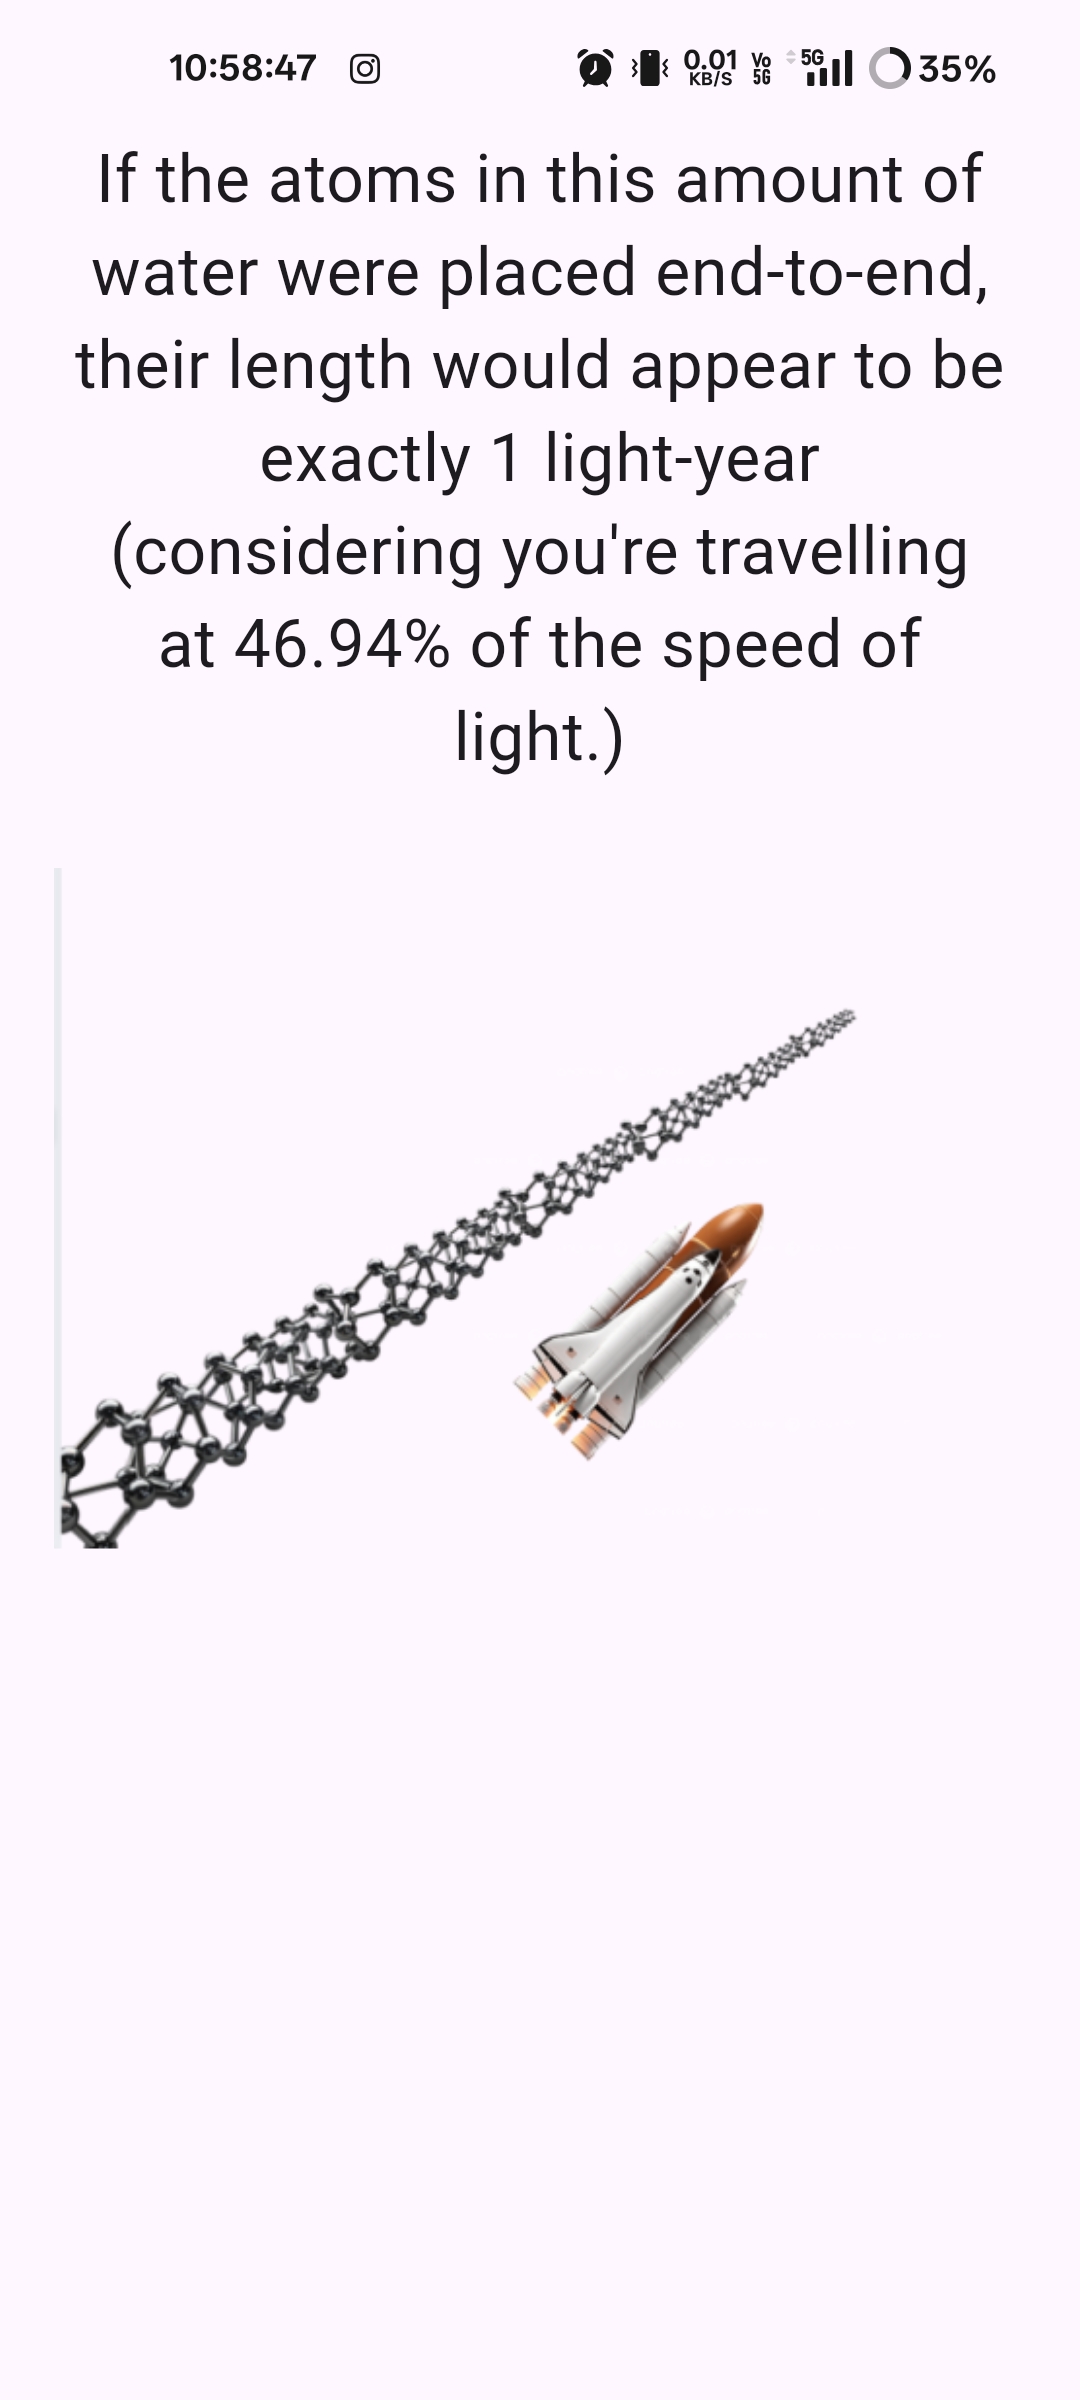 10:58:47 0.01 KB/S Vo 5G 5G 35%
If the atoms in this amount of
water were placed end-to-end,
their length would appear to be
exactly 1 light-year
(considering you're travelling
at 46.94% of the speed of
light.)